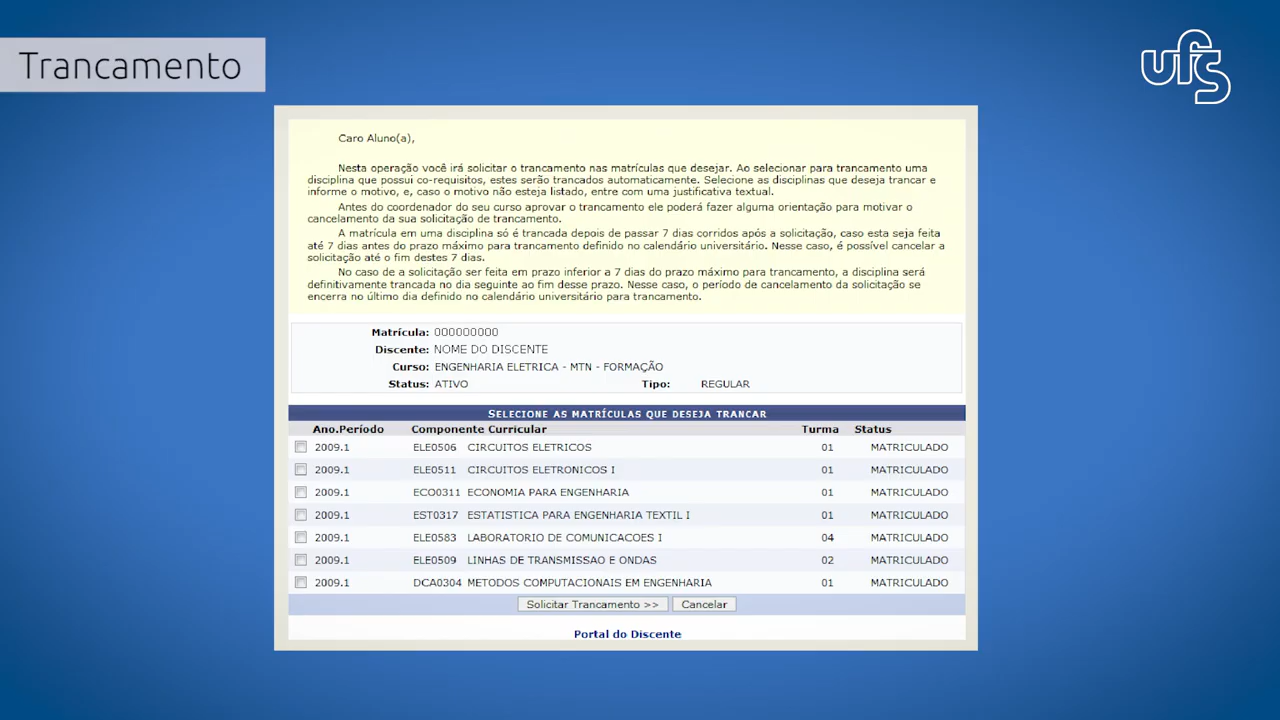 Trancamento
ufs
Caro Aluno(a),
Nesta operação você irá solicitar o trancamento nas matrículas que desejar. Ao selecionar para trancamento uma
disciplina que possui co-requisitos, estes serão trancados automaticamente. Selecione as disciplinas que deseja trancar e
informe o motivo, e, caso o motivo não esteja listado, entre com uma justificativa textual.
Antes do coordenador do seu curso aprovar o trancamento ele poderá fazer alguma orientação para motivar o
cancelamento da sua solicitação de trancamento.
A matrícula em uma disciplina só é trancada depois de passar 7 dias corridos após a solicitação, caso esta seja feita
até 7 dias antes do prazo máximo para trancamento definido no calendário universitário. Nesse caso, é possível cancelar a
solicitação até o fim destes 7 dias.
No caso de a solicitação ser feita em prazo inferior a 7 dias do prazo máximo para trancamento, a disciplina será
definitivamente trancada no dia seguinte ao fim desse prazo. Nesse caso, o período de cancelamento da solicitação se
encerra no último dia definido no calendário universitário para trancamento.
Matrícula: 000000000
Discente: NOME DO DISCENTE
Curso: ENGENHARIA ELETRICA - MTN - FORMAÇÃO
Status: ATIVO Tipo: REGULAR
SELECIONE AS MATRÍCULAS QUE DESEJA TRANCAR
Ano.Período Componente Curricular Turma Status
2009.1 ELE0506 CIRCUITOS ELETRICOS 01 MATRICULADO
2009.1 ELE0511 CIRCUITOS ELETRONICOS I 01 MATRICULADO
2009.1 ECO0311 ECONOMIA PARA ENGENHARIA 01 MATRICULADO
2009.1 EST0317 ESTATISTICA PARA ENGENHARIA TEXTIL I 01 MATRICULADO
2009.1 ELE0583 LABORATORIO DE COMUNICACOES I 04 MATRICULADO
2009.1 ELE0509 LINHAS DE TRANSMISSAO E ONDAS 02 MATRICULADO
2009.1 DCA0304 METODOS COMPUTACIONAIS EM ENGENHARIA 01 MATRICULADO
Solicitar Trancamento >> Cancelar
Portal do Discente